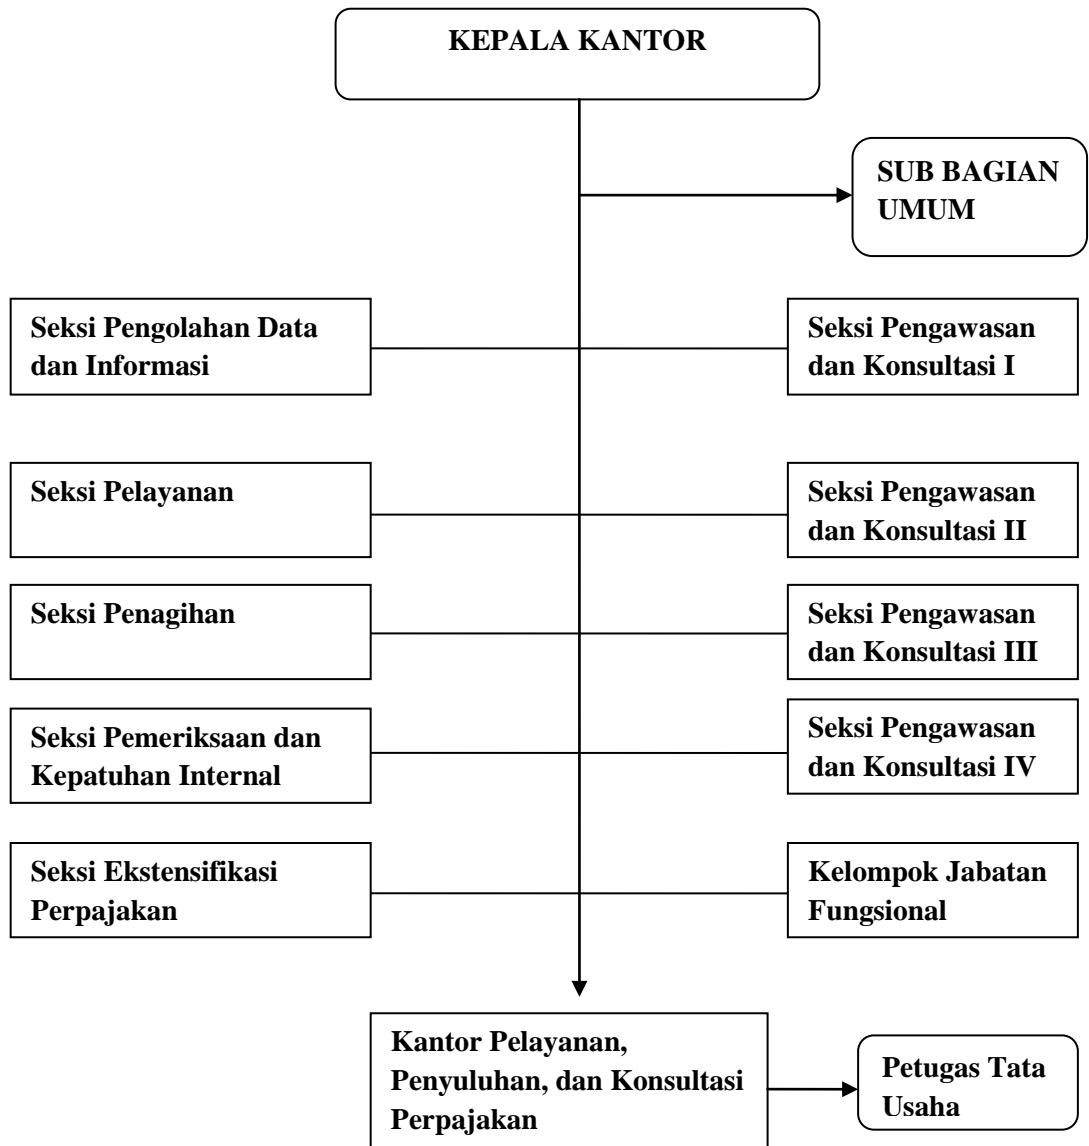 KEPALA KANTOR
SUB BAGIAN
UMUM
Seksi Pengolahan Data
dan Informasi
Seksi Pengawasan
dan Konsultasi I
Seksi Pelayanan
Seksi Pengawasan
dan Konsultasi II
Seksi Penagihan
Seksi Pengawasan
dan Konsultasi III
Seksi Pemeriksaan dan
Kepatuhan Internal
Seksi Pengawasan
dan Konsultasi IV
Seksi Ekstensifikasi
Perpajakan
Kelompok Jabatan
Fungsional
Kantor Pelayanan,
Penyuluhan, dan Konsultasi
Perpajakan
Petugas Tata
Usaha